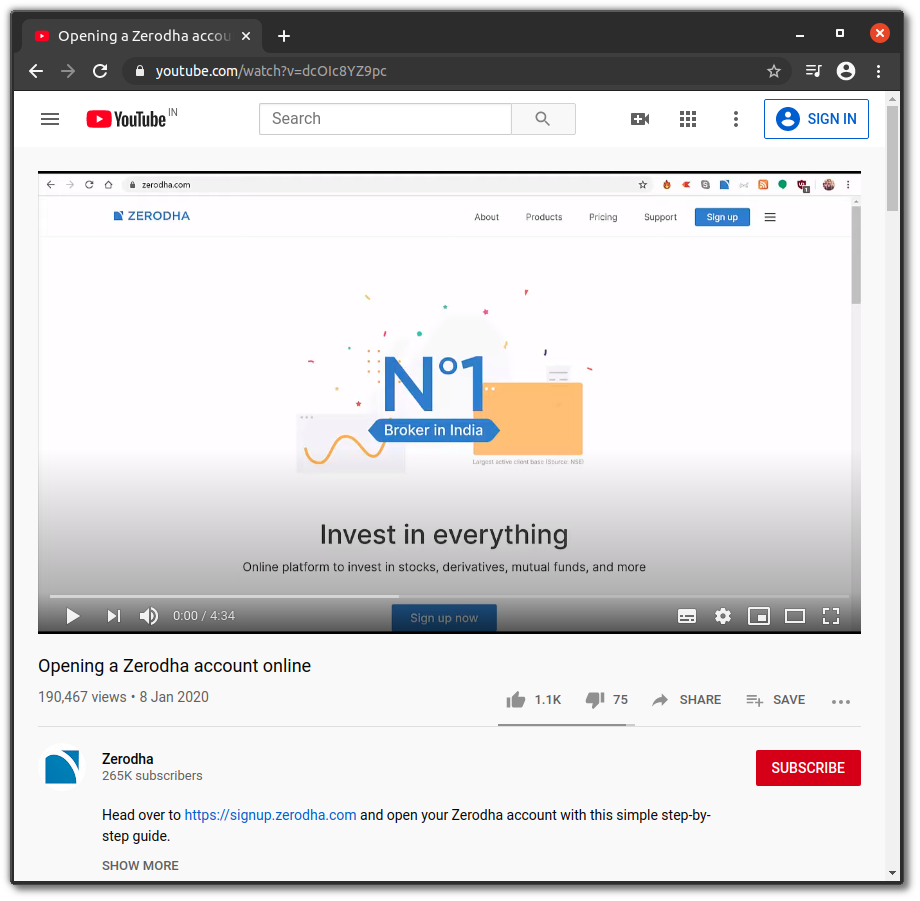 Opening a Zerodha accou
youtube.com/watch?v=dcOIc8YZ9pc
YouTube IN
Search
SIGN IN
zerodha.com
ZERODHA
About Products Pricing Support Sign up
N°1
Broker in India
Largest active client base (Source: NSE)
Invest in everything
Online platform to invest in stocks, derivatives, mutual funds, and more
Sign up now
0:00 / 4:34
Opening a Zerodha account online
190,467 views • 8 Jan 2020
1.1K 75 SHARE SAVE
Zerodha
265K subscribers
SUBSCRIBE
Head over to https://signup.zerodha.com and open your Zerodha account with this simple step-by-
step guide.
SHOW MORE